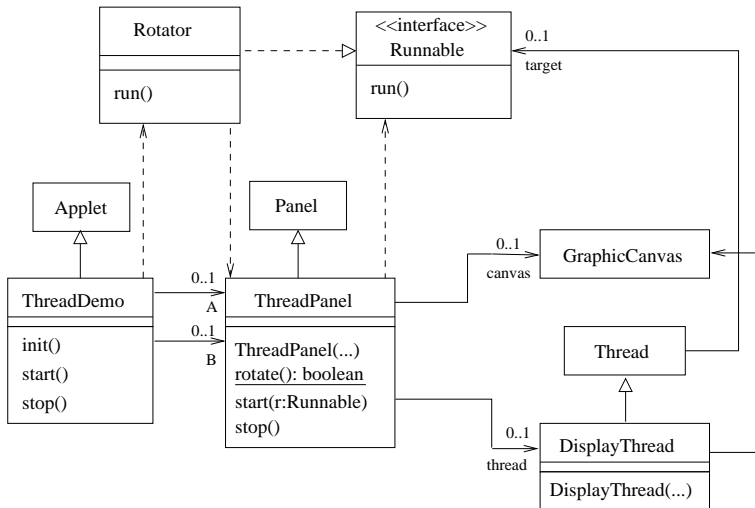 Rotator
run()
<<interface>>
Runnable
run()
0..1
target
Applet
Panel
ThreadDemo
init()
start()
stop()
0..1
A
0..1
B
ThreadPanel
ThreadPanel(...)
rotate(): boolean
start(r:Runnable)
stop()
0..1
canvas
GraphicCanvas
Thread
0..1
thread
DisplayThread
DisplayThread(...)